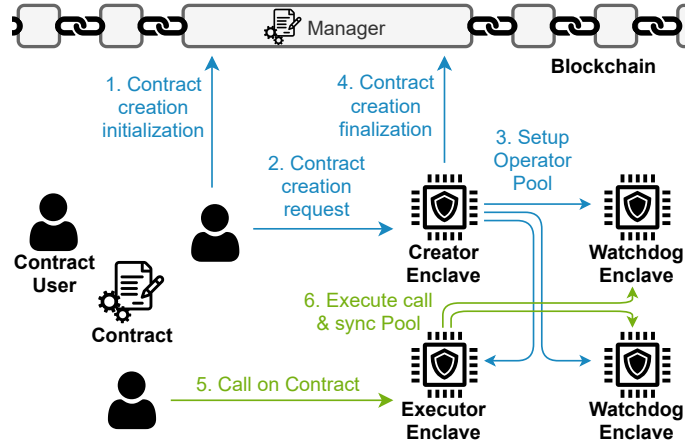 Manager
Blockchain
1. Contract
creation
initialization
4. Contract
creation
finalization
2. Contract
creation
request
3. Setup
Operator
Pool
Contract
User
Contract
Creator
Enclave
Watchdog
Enclave
6. Execute call
& sync Pool
5. Call on Contract
Executor
Enclave
Watchdog
Enclave